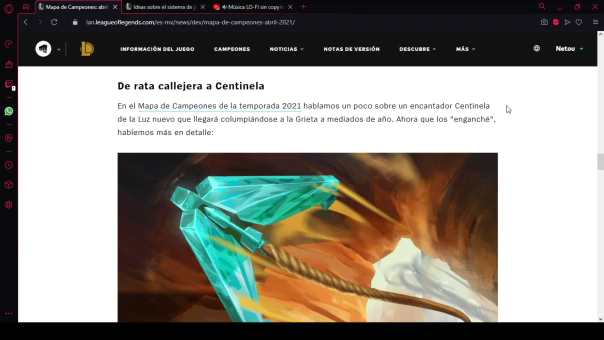 Mapa de Campeones: abril
Ideas sobre el sistema de
Música LO-FI sin copyri
lan.leagueoflegends.com/es-mx/news/dev/mapa-de-campeones-abril-2021/
INFORMACIÓN DEL JUEGO CAMPEONES NOTICIAS NOTAS DE VERSIÓN DESCUBRE MÁS Netou
De rata callejera a Centinela
En el Mapa de Campeones de la temporada 2021 hablamos un poco sobre un encantador Centinela
de la Luz nuevo que llegará columpiándose a la Grieta a mediados de año. Ahora que los "enganché",
hablemos más en detalle: